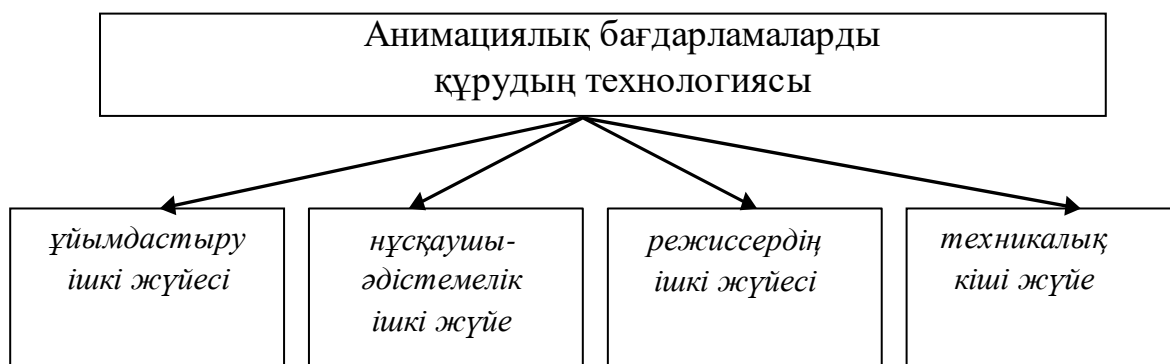 Анимациялық бағдарламаларды
құрудың технологиясы
ұйымдастыру
ішкі жүйесі
нұсқаушы-
әдістемелік
ішкі жүйе
режиссердің
ішкі жүйесі
техникалық
кіші жүйе